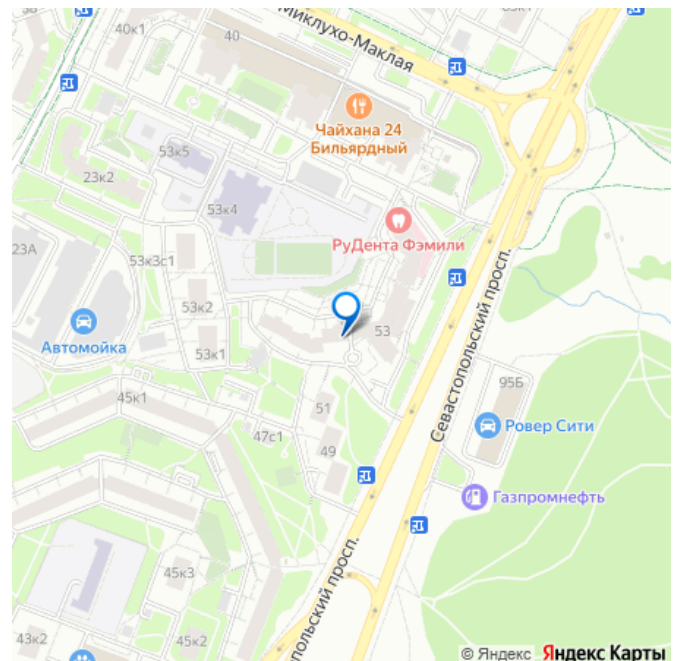 40к1
40
Миклухо-Маклая
Чайхана 24
Бильярдный
53к5
23к2
53к4
РуДента Фэмили
23А
53к3с1
53к2
53
Автомойка
53к1
Севастопольский просп.
95Б
45к1
51
Ровер Сити
47с1
49
Газпромнефть
45к3
польский просп.
43к2
45к2
© Яндекс Яндекс Карты